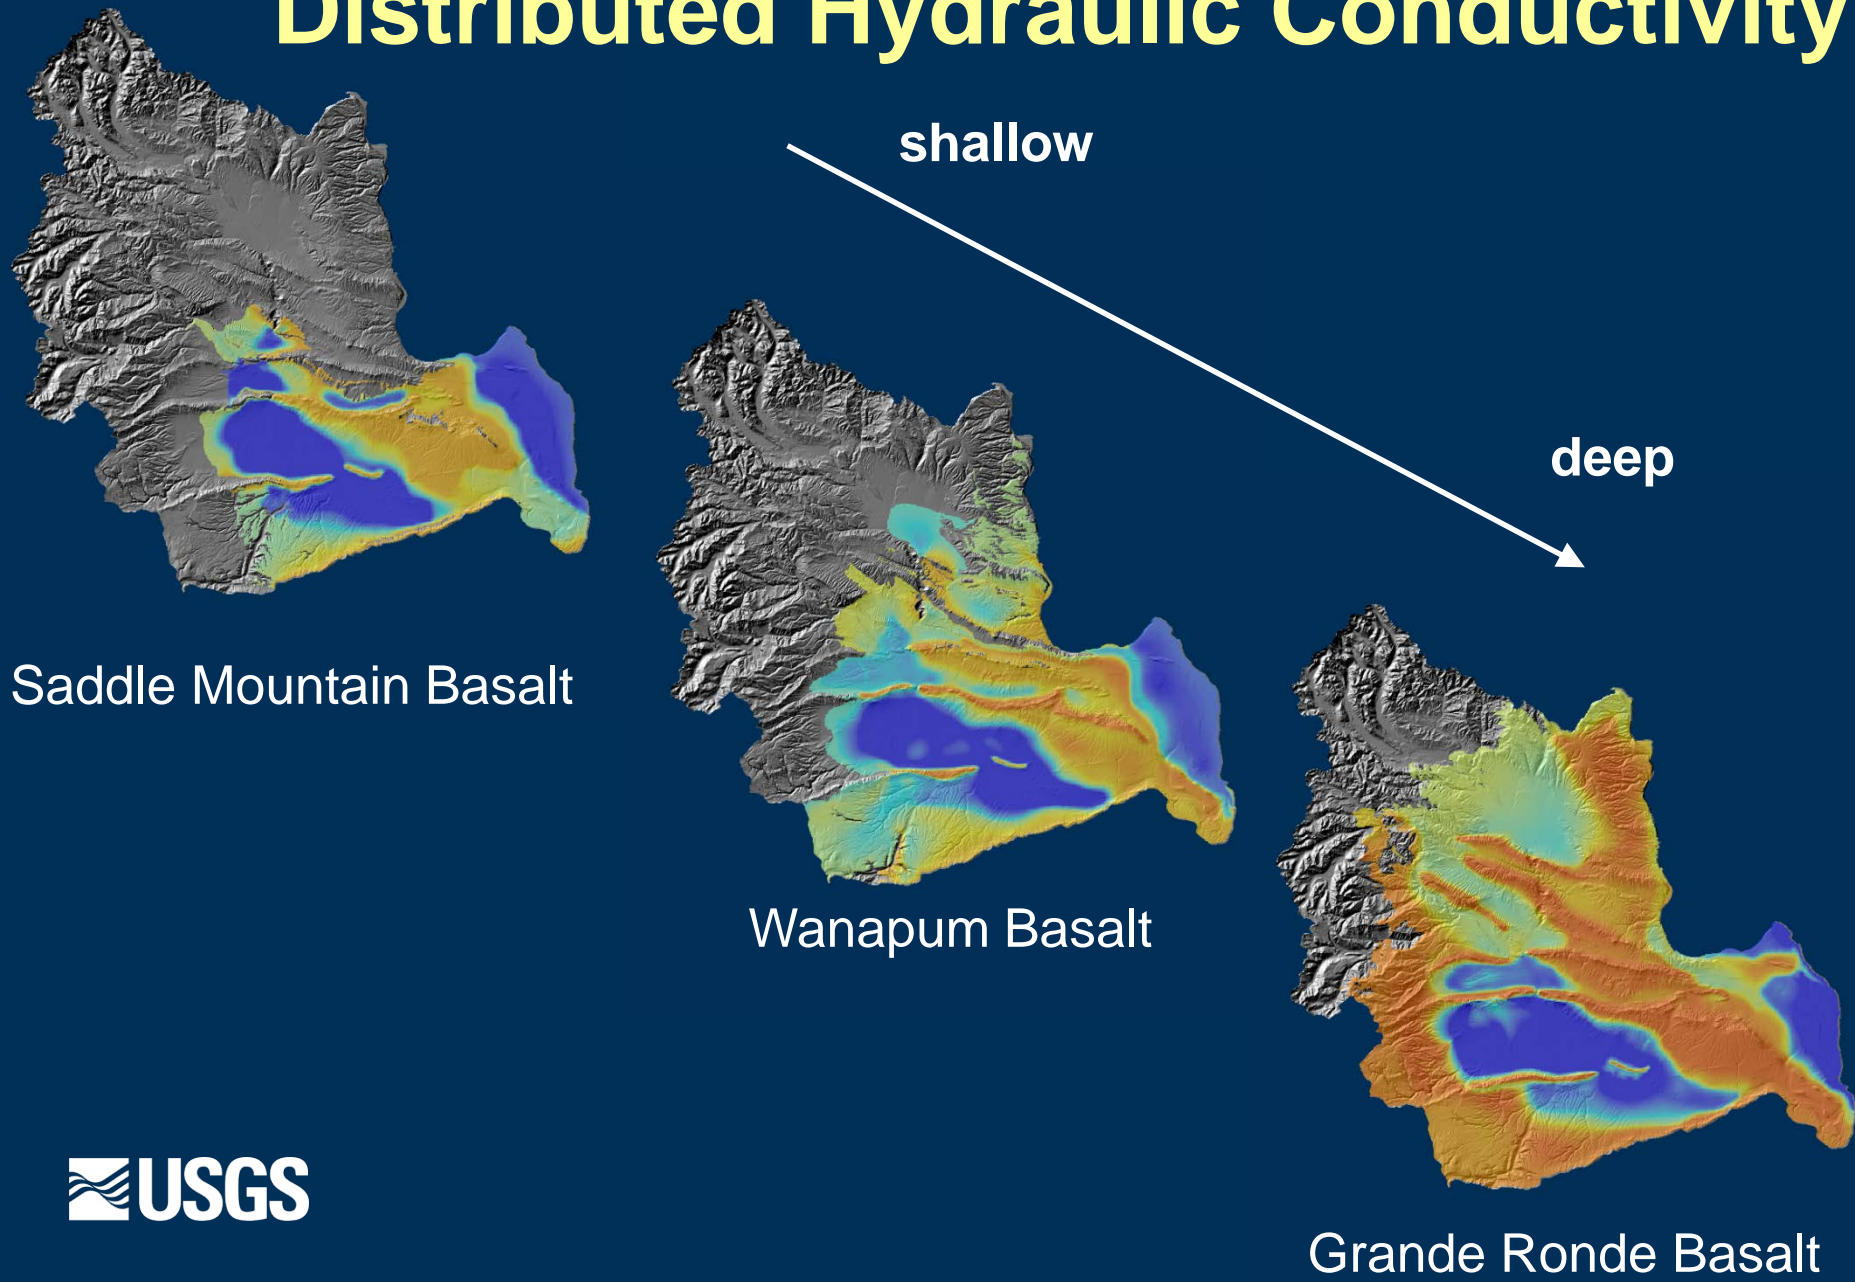 Distributed Hydraulic Conductivity
shallow
deep
Saddle Mountain Basalt
Wanapum Basalt
USGS
Grande Ronde Basalt